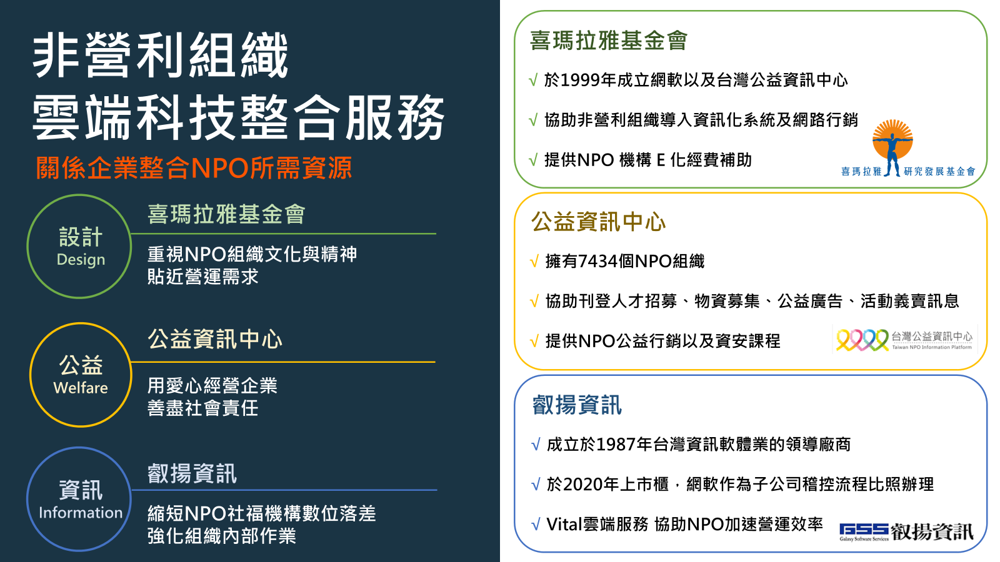 非營利組織
雲端科技整合服務
關係企業整合NPO所需資源
設計
Design
喜瑪拉雅基金會
重視NPO組織文化與精神
貼近營運需求
公益
Welfare
公益資訊中心
用愛心經營企業
善盡社會責任
資訊
Information
叡揚資訊
縮短NPO社福機構數位落差
強化組織內部作業
喜瑪拉雅基金會
√ 於1999年成立網軟以及台灣公益資訊中心
√ 協助非營利組織導入資訊化系統及網路行銷
√ 提供NPO 機構 E 化經費補助
喜瑪拉雅 研究發展基金會
公益資訊中心
√ 擁有7434個NPO組織
√ 協助刊登人才招募、物資募集、公益廣告、活動義賣訊息
√ 提供NPO公益行銷以及資安課程
台灣公益資訊中心
Taiwan NPO Information Platform
叡揚資訊
√ 成立於1987年台灣資訊軟體業的領導廠商
√ 於2020年上市櫃，網軟作為子公司稽控流程比照辦理
√ Vital雲端服務 協助NPO加速營運效率
GSS 叡揚資訊
Galaxy Software Services